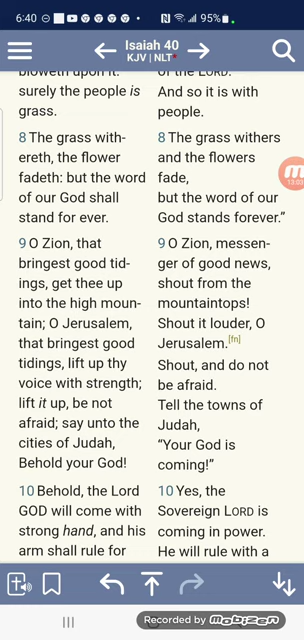 6:40
95%
Isaiah 40
KJV | NLT*
bloweth upon it:
surely the people is
grass.
8 The grass with-
ereth, the flower
fadeth: but the word
of our God shall
stand for ever.
9 O Zion, that
bringest good tid-
ings, get thee up
into the high moun-
tain; O Jerusalem,
that bringest good
tidings, lift up thy
voice with strength;
lift it up, be not
afraid; say unto the
cities of Judah,
Behold your God!
10 Behold, the Lord
GOD will come with
strong hand, and his
arm shall rule for
of the LORD.
And so it is with
people.
8 The grass withers
and the flowers
fade,
but the word of our
God stands forever.”
9 O Zion, messen-
ger of good news,
shout from the
mountaintops!
Shout it louder, O
Jerusalem.[fn]
Shout, and do not
be afraid.
Tell the towns of
Judah,
“Your God is
coming!”
10 Yes, the
Sovereign LORD is
coming in power.
He will rule with a
13:03
Recorded by mobizen